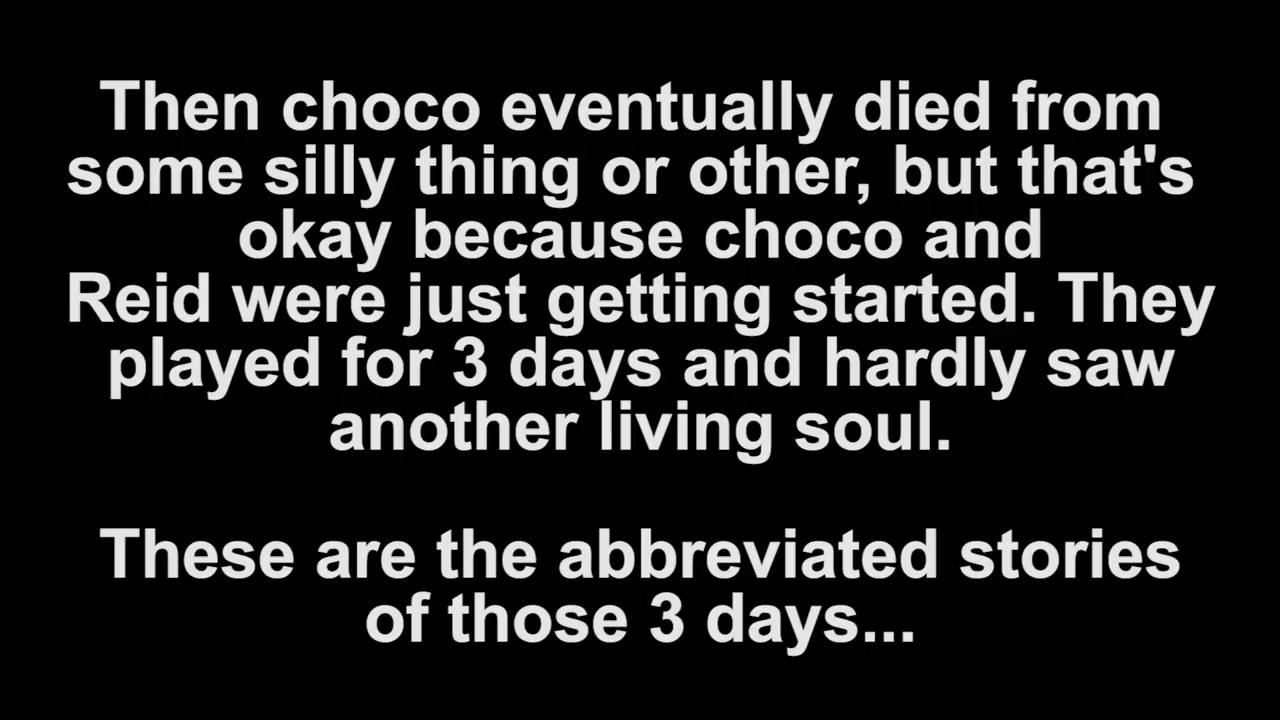 Then choco eventually died from
some silly thing or other, but that's
okay because choco and
Reid were just getting started. They
played for 3 days and hardly saw
another living soul.
These are the abbreviated stories
of those 3 days...